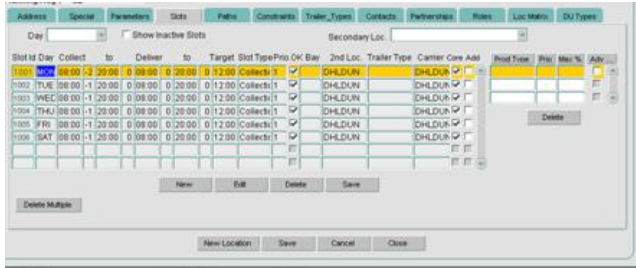 Address Special Parameters Slots Paths Constraints Trailer_Types Contacts Partnerships Roles Loc Matrix DU Types
Day Show Inactive Slots Secondary Loc.
Slot Id Day Collect to Deliver to Target Slot Type Prio. OK Bay 2nd Loc. Trailer Type Carrier Core Add Prod.Type Prio Max % Adv ...
1001 MON 08:00 -2 20:00 0 08:00 0 20:00 0 12:00 Collecti 1 DHLDUN DHLDUN
1002 TUE 08:00 -1 20:00 0 08:00 0 20:00 0 12:00 Collecti 1 DHLDUN DHLDUN
1003 WED 08:00 -1 20:00 0 08:00 0 20:00 0 12:00 Collecti 1 DHLDUN DHLDUN
1004 THU 08:00 -1 20:00 0 08:00 0 20:00 0 12:00 Collecti 1 DHLDUN DHLDUN
1005 FRI 08:00 -1 20:00 0 08:00 0 20:00 0 12:00 Collecti 1 DHLDUN DHLDUN
1006 SAT 08:00 -1 20:00 0 08:00 0 20:00 0 12:00 Collecti 1 DHLDUN DHLDUN
Delete
New Edit Delete Save
Delete Multiple
New Location Save Cancel Close